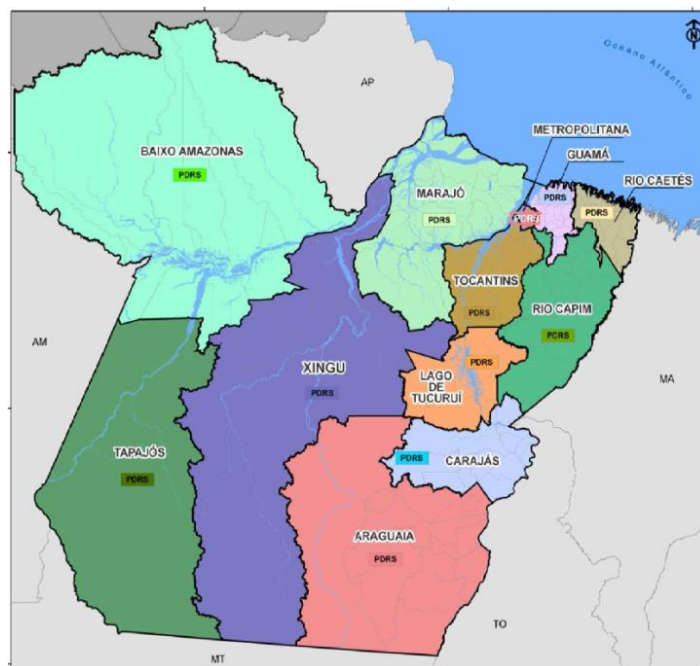 N
Oceano Atlântico
AP
METROPOLITANA
GUAMÁ
RIO CAETÉS
BAIXO AMAZONAS
PDRS
MARAJÓ
PDRS
PDRS
PDRS
PDRS
TOCANTINS
PDRS
RIO CAPIM
PDRS
AM
XINGU
PDRS
PDRS
LAGO
DE
TUCURUÍ
MA
TAPAJÓS
PDRS
PDRS
CARAJÁS
ARAGUAIA
PDRS
TO
MT